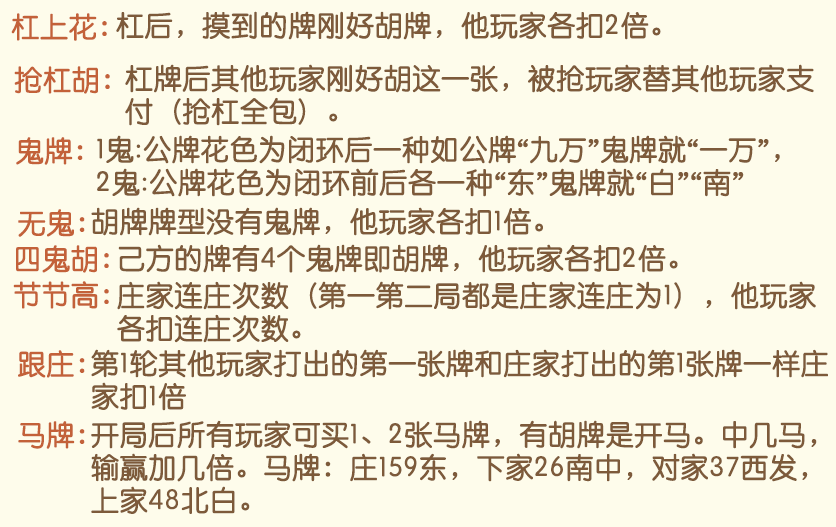 杠上花:杠后，摸到的牌刚好胡牌，他玩家各扣2倍。
抢杠胡:杠牌后其他玩家刚好胡这一张，被抢玩家替其他玩家支
付（抢杠全包）。
鬼牌:1鬼:公牌花色为闭环后一种如公牌“九万”鬼牌就“一万”，
2鬼:公牌花色为闭环前后各一种“东”鬼牌就“白”“南”
无鬼:胡牌牌型没有鬼牌，他玩家各扣1倍。
四鬼胡:己方的牌有4个鬼牌即胡牌，他玩家各扣2倍。
节节高:庄家连庄次数（第一第二局都是庄家连庄为1），他玩家
各扣连庄次数。
跟庄:第1轮其他玩家打出的第一张牌和庄家打出的第1张牌一样庄
家扣1倍
马牌:开局后所有玩家可买1、2张马牌，有胡牌是开马。中几马，
输赢加几倍。马牌：庄159东，下家26南中，对家37西发，
上家48北白。